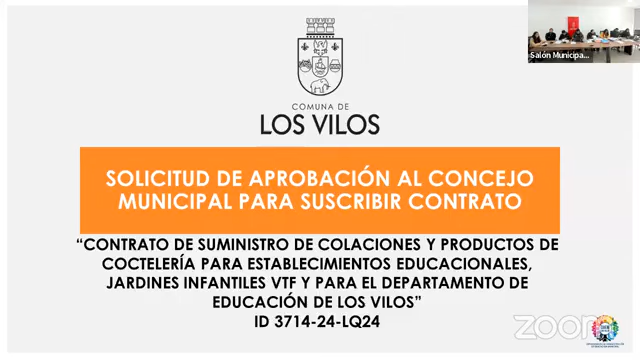 Salón Municipa...
COMUNA DE
LOS VILOS
SOLICITUD DE APROBACIÓN AL CONCEJO
MUNICIPAL PARA SUSCRIBIR CONTRATO
“CONTRATO DE SUMINISTRO DE COLACIONES Y PRODUCTOS DE
COCTELERÍA PARA ESTABLECIMIENTOS EDUCACIONALES,
JARDINES INFANTILES VTF Y PARA EL DEPARTAMENTO DE
EDUCACIÓN DE LOS VILOS”
ID 3714-24-LQ24
zoom